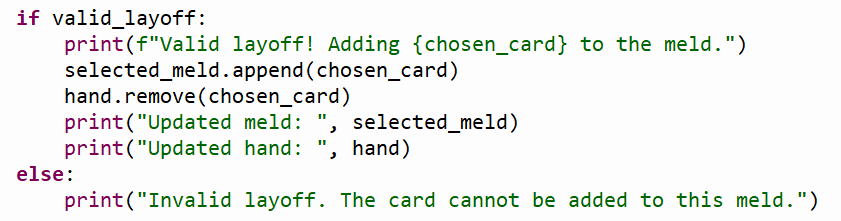 if valid_layoff:
    print(f"Valid layoff! Adding {chosen_card} to the meld.")
    selected_meld.append(chosen_card)
    hand.remove(chosen_card)
    print("Updated meld: ", selected_meld)
    print("Updated hand: ", hand)
else:
    print("Invalid layoff. The card cannot be added to this meld.")